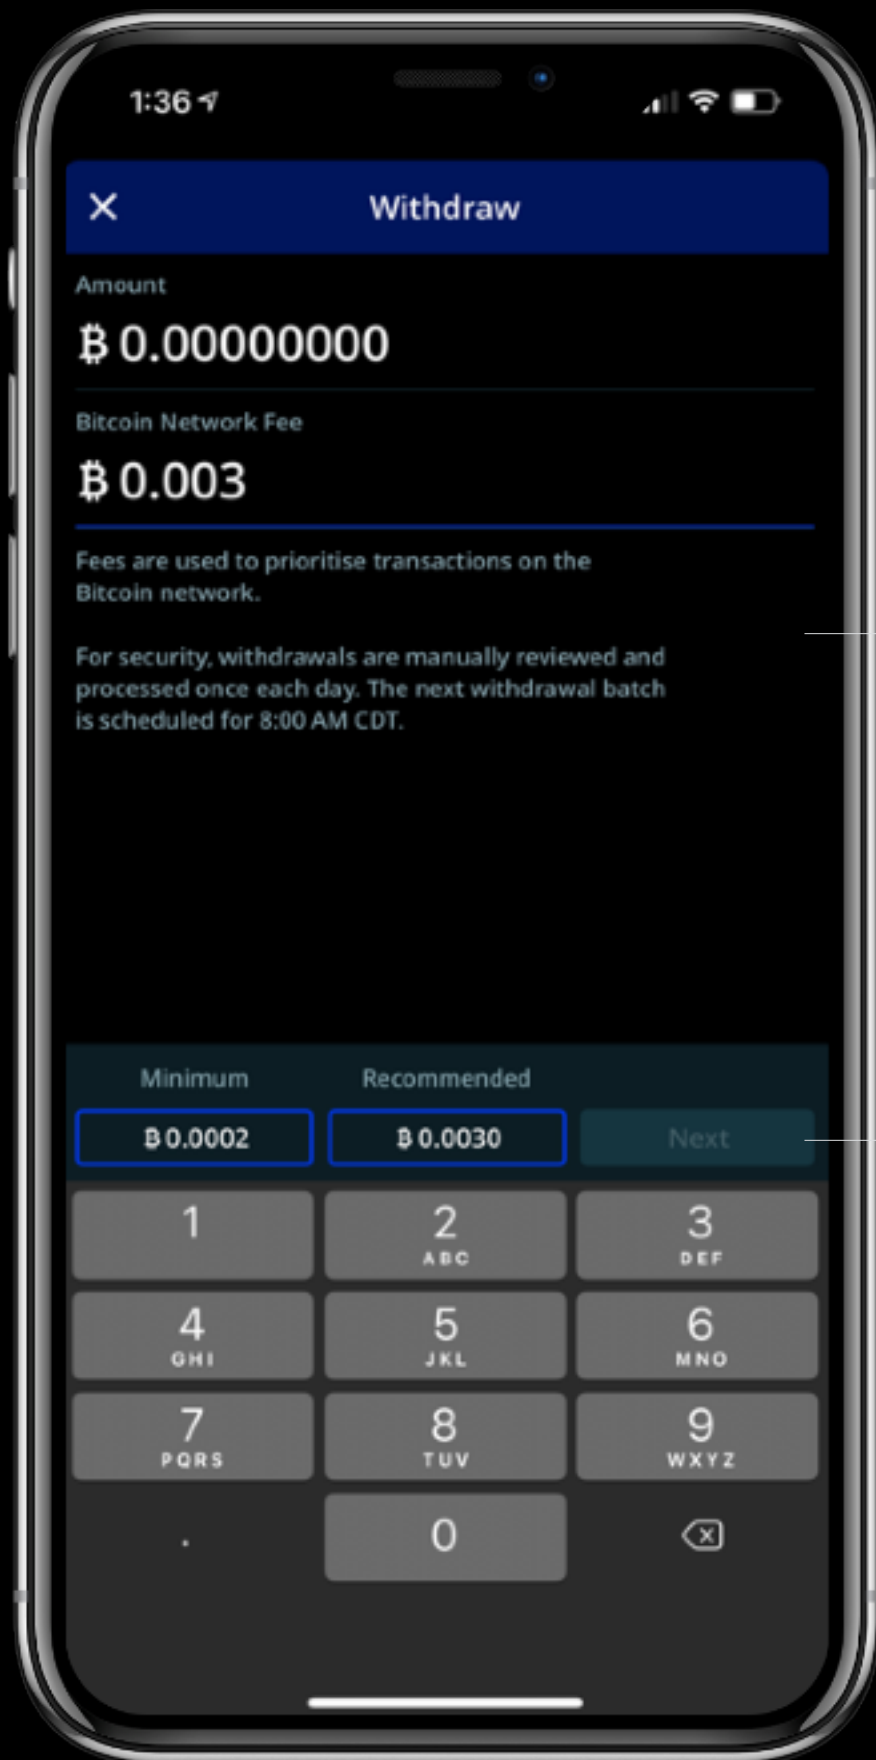 1:36
Withdraw
Amount
₿ 0.00000000
Bitcoin Network Fee
₿ 0.003
Fees are used to prioritise transactions on the
Bitcoin network.
For security, withdrawals are manually reviewed and
processed once each day. The next withdrawal batch
is scheduled for 8:00 AM CDT.
Minimum Recommended
₿ 0.0002 ₿ 0.0030 Next
1 2 3
ABC DEF
4 5 6
GHI JKL MNO
7 8 9
PQRS TUV WXYZ
. 0